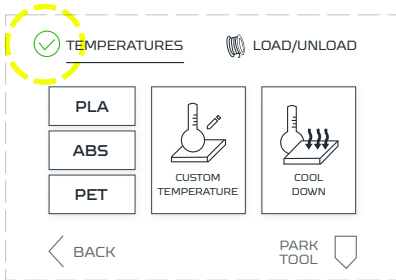 TEMPERATURES
LOAD/UNLOAD
PLA
ABS
PET
CUSTOM
TEMPERATURE
COOL
DOWN
BACK
PARK
TOOL